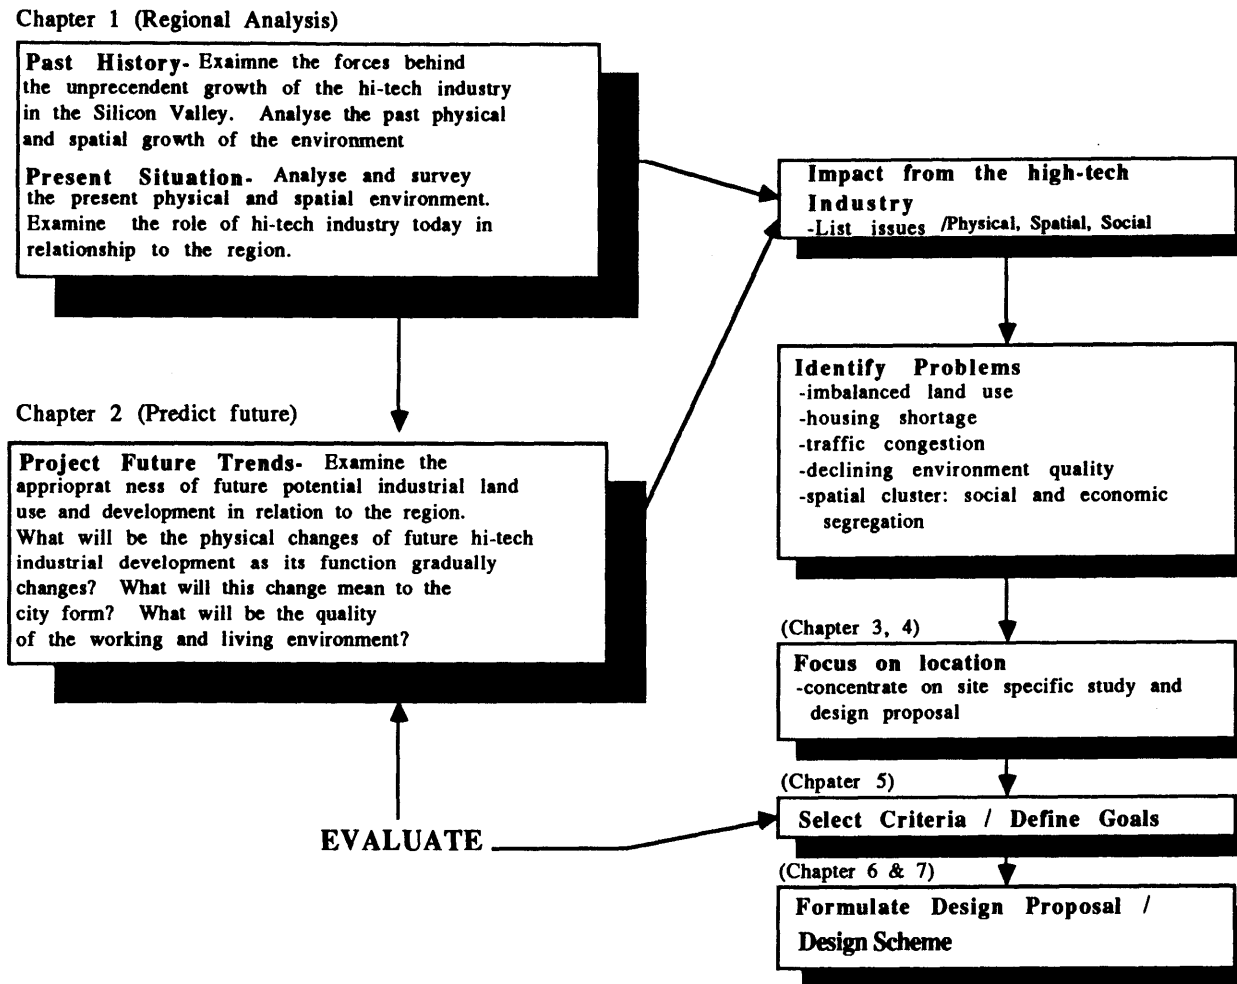 Chapter 1 (Regional Analysis)
Past History- Exaimne the forces behind
the unprecendent growth of the hi-tech industry
in the Silicon Valley. Analyse the past physical
and spatial growth of the environment
Present Situation- Analyse and survey
the present physical and spatial environment.
Examine the role of hi-tech industry today in
relationship to the region.
Chapter 2 (Predict future)
Project Future Trends- Examine the
apprioprat ness of future potential industrial land
use and development in relation to the region.
What will be the physical changes of future hi-tech
industrial development as its function gradually
changes? What will this change mean to the
city form? What will be the quality
of the working and living environment?
EVALUATE
Impact from the high-tech
Industry
-List issues /Physical, Spatial, Social
Identify Problems
-imbalanced land use
-housing shortage
-traffic congestion
-declining environment quality
-spatial cluster: social and economic
segregation
(Chapter 3, 4)
Focus on location
-concentrate on site specific study and
design proposal
(Chpater 5)
Select Criteria / Define Goals
(Chapter 6 & 7)
Formulate Design Proposal /
Design Scheme